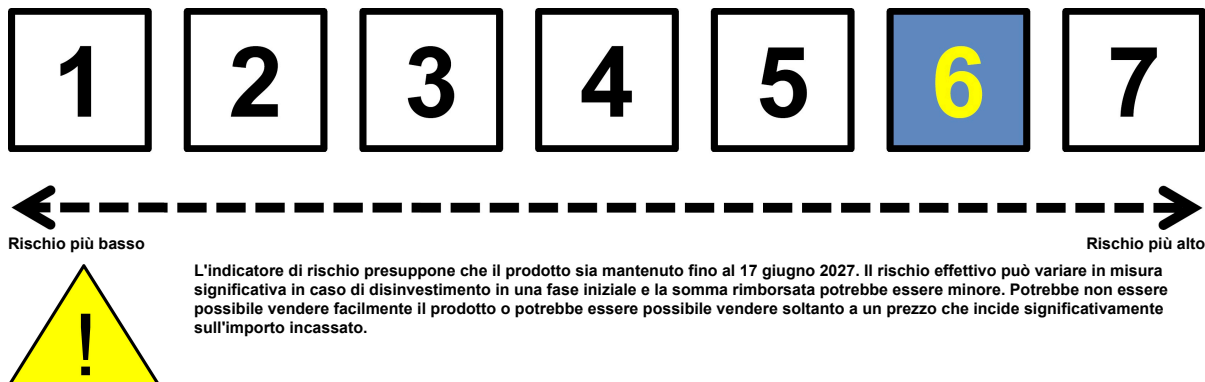 1 2 3 4 5 6 7
Rischio più basso Rischio più alto
L'indicatore di rischio presuppone che il prodotto sia mantenuto fino al 17 giugno 2027. Il rischio effettivo può variare in misura
significativa in caso di disinvestimento in una fase iniziale e la somma rimborsata potrebbe essere minore. Potrebbe non essere
possibile vendere facilmente il prodotto o potrebbe essere possibile vendere soltanto a un prezzo che incide significativamente
sull'importo incassato.
!